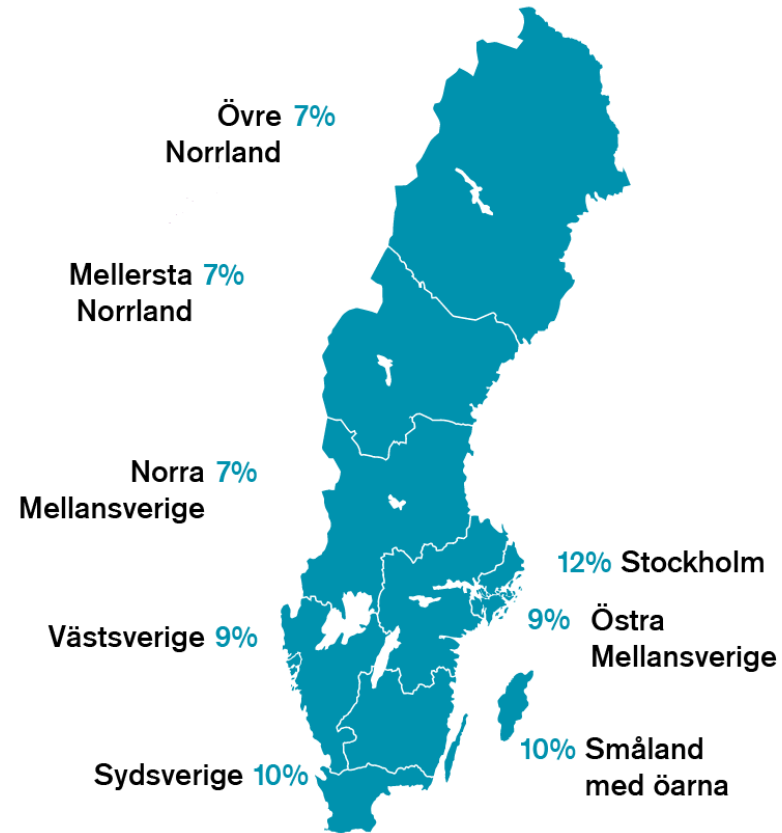 Övre 7%
Norrland
Mellersta 7%
Norrland
Norra 7%
Mellansverige
12% Stockholm
9% Östra
Mellansverige
Västsverige 9%
10% Småland
med öarna
Sydsverige 10%